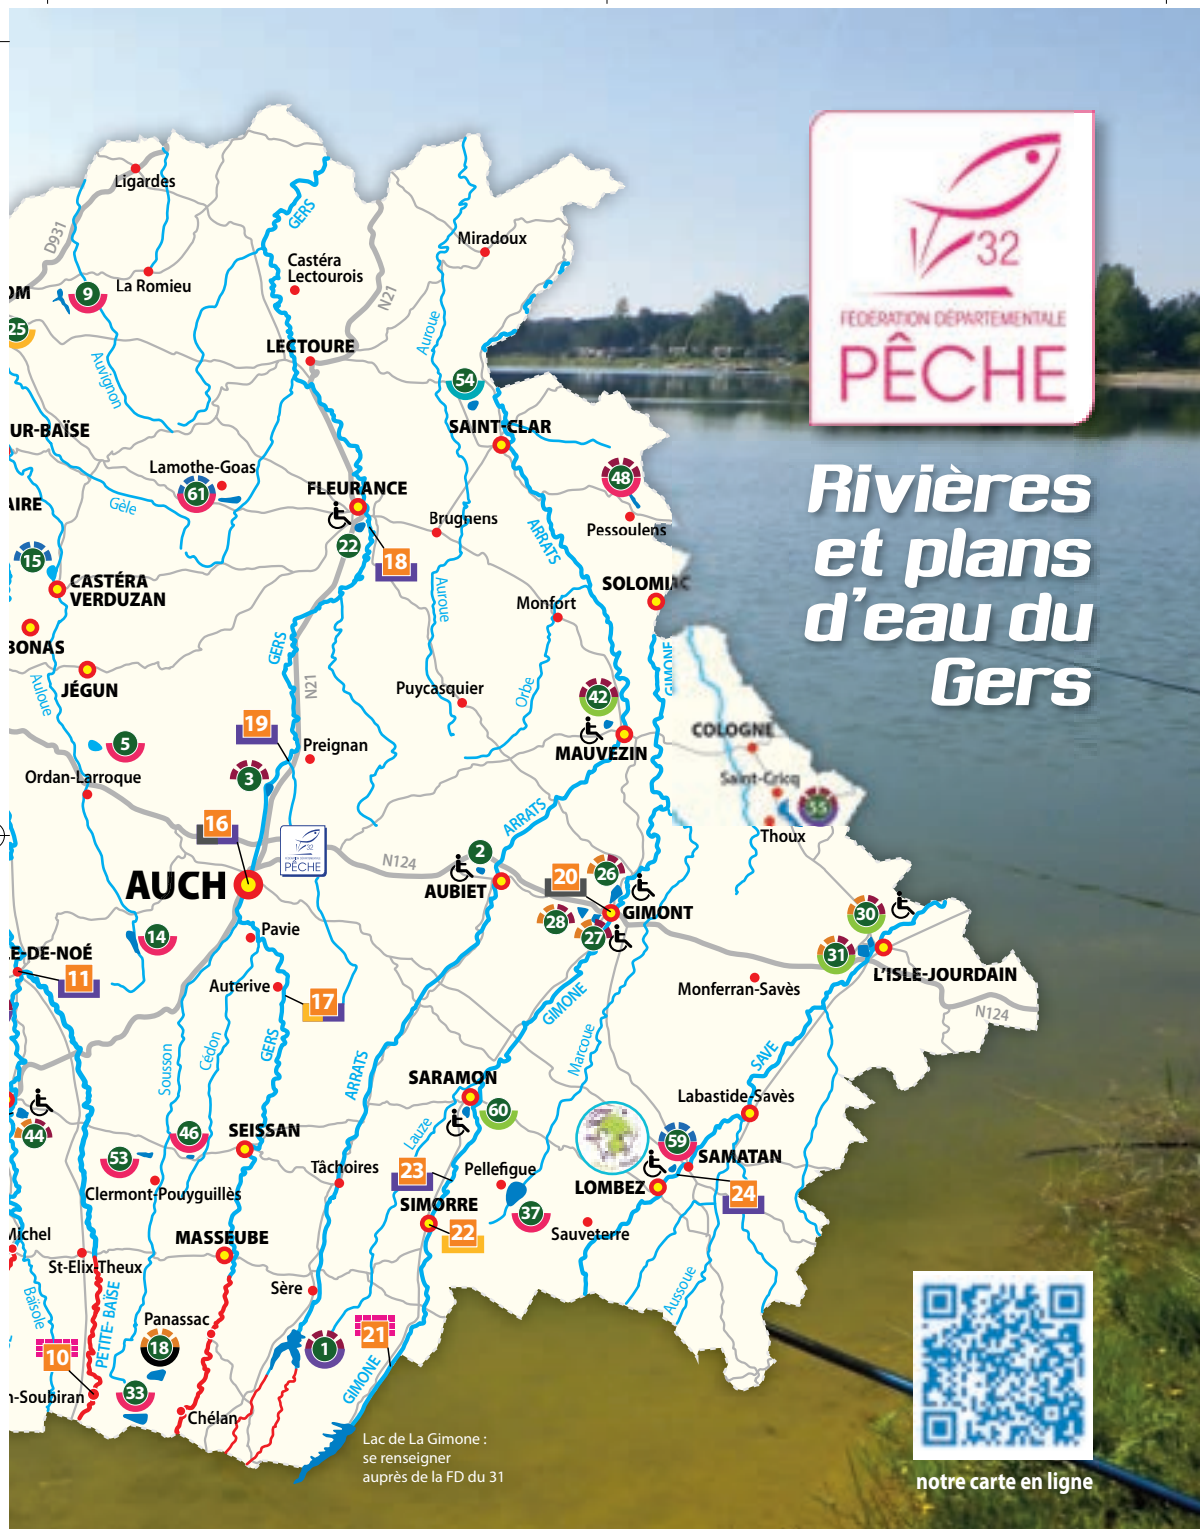 Ligardes
D931
La Romieu
GERS
Castéra
Lectourois
N21
Miradoux
OM
9
25
Auvignon
LECTOURE
Auroue
54
SAINT-CLAR
UR-BAÏSE
Lamothe-Goas
61
Gèle
FLEURANCE
22
18
Brugnens
48
Pessoulens
ARRATS
AIRE
15
CASTÉRA
VERDUZAN
BONAS
JÉGUN
Auloue
GERS
N21
Auroue
Monfort
SOLOMIAC
GIMONE
Puycasquier
Orbe
42
MAUVEZIN
COLOGNE
Saint-Cricq
55
Thoux
5
Ordan-Larroque
19
Preignan
3
16
32
FÉDÉRATION DÉPARTEMENTALE
PÊCHE
N124
ARRATS
2
AUBIET
AUCH
20
26
GIMONT
28
27
30
31
L'ISLE-JOURDAIN
Monferran-Savès
N124
14
Pavie
LE-DE-NOÉ
11
Auterive
17
Sousson
Cédon
GERS
ARRATS
GIMONE
Marcoue
SAVE
SARAMON
60
Lauze
Labastide-Savès
44
46
SEISSAN
53
Clermont-Pouyguillès
Tâchoires
23
Pellefigue
59
SAMATAN
LOMBEZ
24
SIMORRE
22
37
Sauveterre
Michel
MASSEUBE
St-Elix-Theux
Baïsole
PETITE-BAÏSE
Sère
Aussoue
Panassac
18
1
21
10
n-Soubiran
33
Chélan
GIMONE
Lac de La Gimone :
se renseigner
auprès de la FD du 31
32
FÉDÉRATION DÉPARTEMENTALE
PÊCHE
Rivières
et plans
d'eau du
Gers
notre carte en ligne